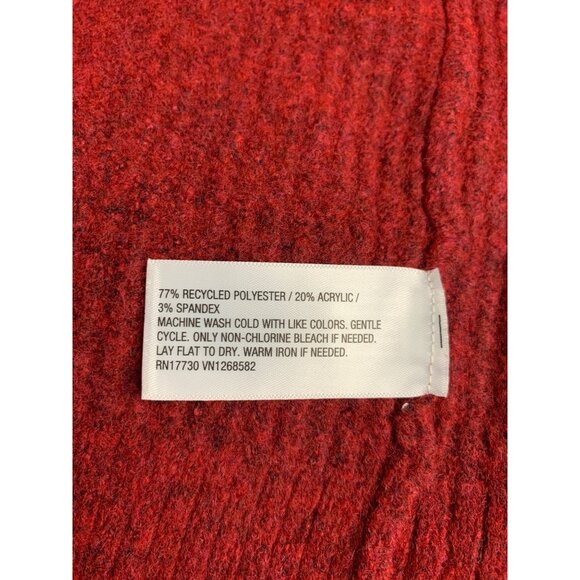 77% RECYCLED POLYESTER / 20% ACRYLIC /
3% SPANDEX
MACHINE WASH COLD WITH LIKE COLORS. GENTLE
CYCLE. ONLY NON-CHLORINE BLEACH IF NEEDED.
LAY FLAT TO DRY. WARM IRON IF NEEDED.
RN17730 VN1268582